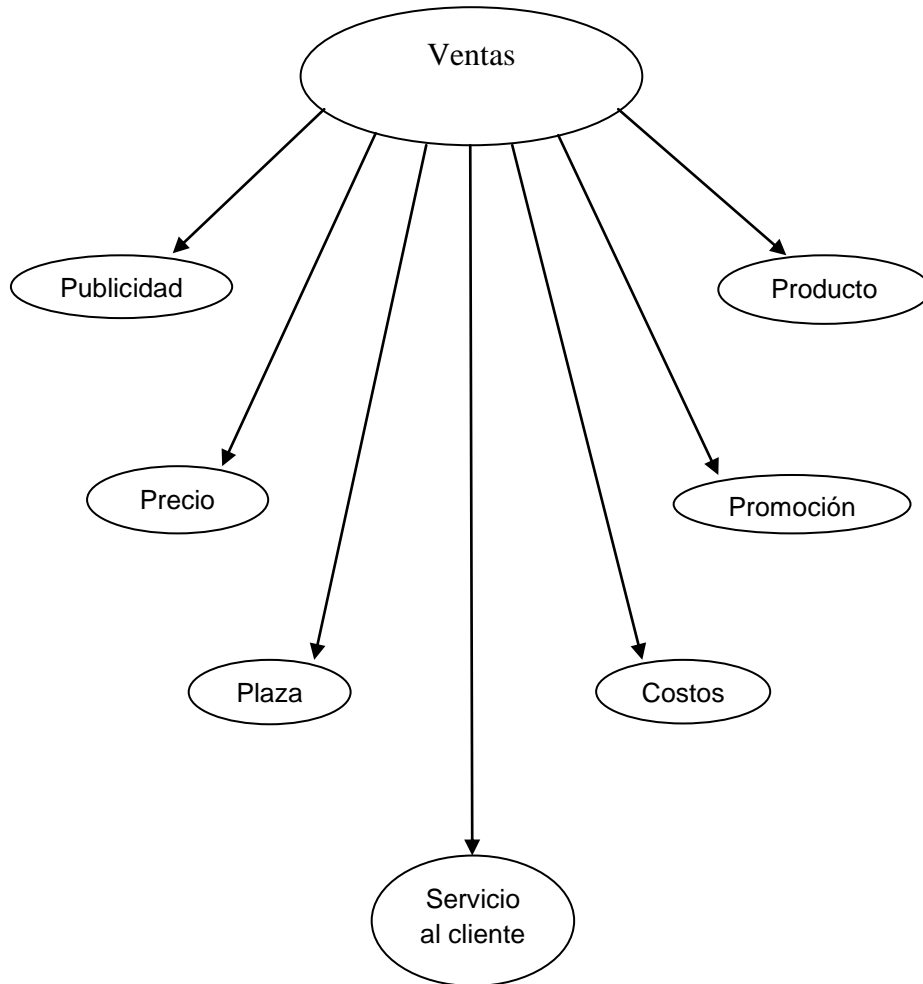 Ventas
Publicidad
Producto
Precio
Promoción
Plaza
Costos
Servicio
al cliente